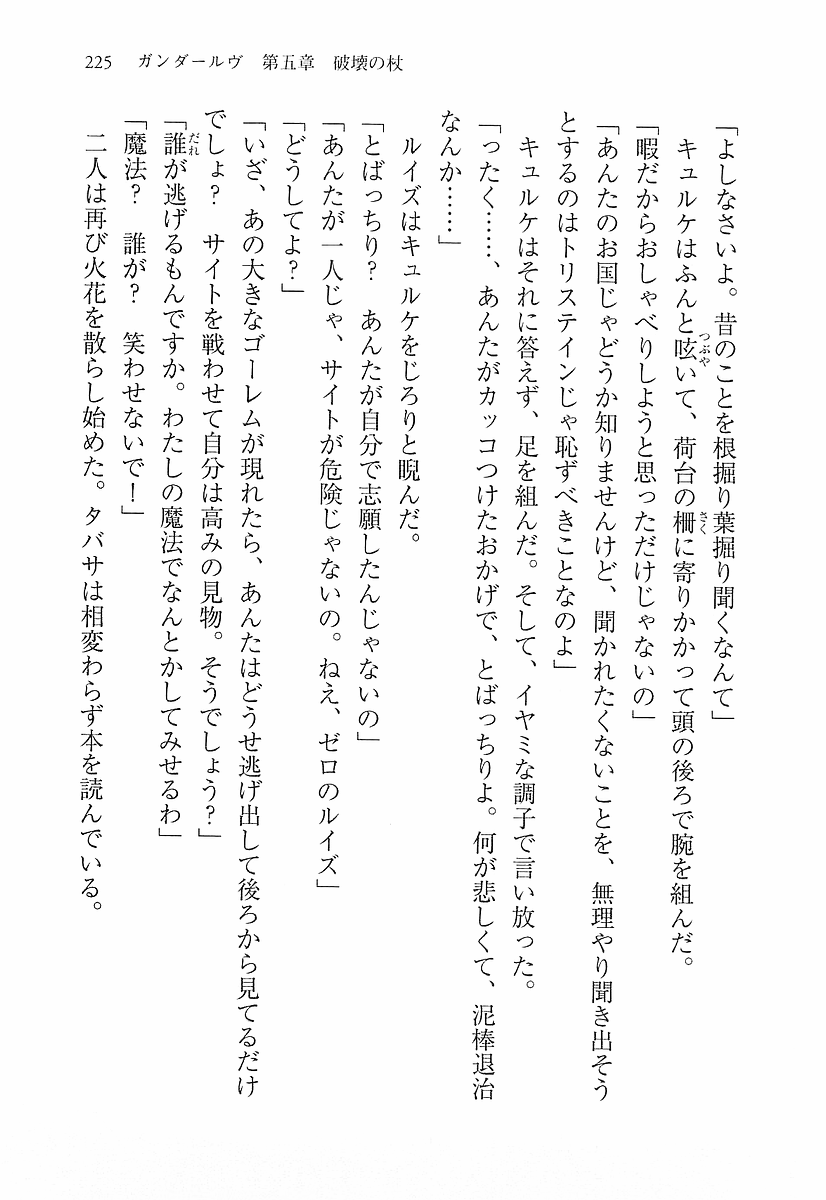 225　ガンダールヴ　第五章　破壊の杖
「よしなさいよ。昔のことを根掘り葉掘り聞くなんて」
　キュルケはふんと呟いて、荷台の柵に寄りかかって頭の後ろで腕を組んだ。
「暇だからおしゃべりしようと思っただけじゃないの」
「あんたのお国じゃどうか知りませんけど、聞かれたくないことを、無理やり聞き出そう
とするのはトリステインじゃ恥ずべきことなのよ」
　キュルケはそれに答えず、足を組んだ。そして、イヤミな調子で言い放った。
「ったく……、あんたがカッコつけたおかげで、とばっちりよ。何が悲しくて、泥棒退治
なんか……」
　ルイズはキュルケをじろりと睨んだ。
「とばっちり？　あんたが自分で志願したんじゃないの」
「あんたが一人じゃ、サイトが危険じゃないの。ねえ、ゼロのルイズ」
「どうしてよ？」
「いざ、あの大きなゴーレムが現れたら、あんたはどうせ逃げ出して後ろから見てるだけ
でしょ？　サイトを戦わせて自分は高みの見物。そうでしょう？」
「誰が逃げるもんですか。わたしの魔法でなんとかしてみせるわ」
「魔法？　誰が？　笑わせないで！」
　二人は再び火花を散らし始めた。タバサは相変わらず本を読んでいる。